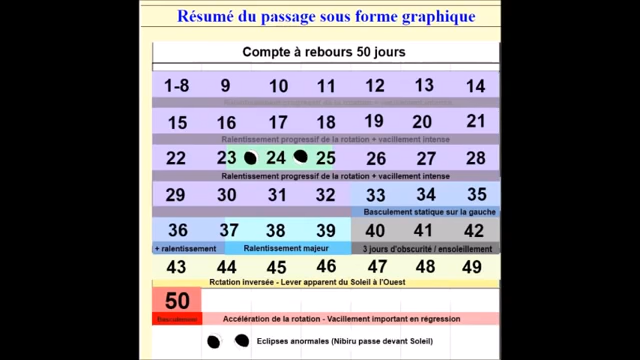 Résumé du passage sous forme graphique
Compte à rebours 50 jours
1-8 9 10 11 12 13 14
15 16 17 18 19 20 21
Ralentissement progressif de la rotation + vacillement intense
22 23 24 25 26 27 28
Ralentissement progressif de la rotation + vacillement intense
29 30 31 32 33 34 35
Basculement statique sur la gauche
36 37 38 39 40 41 42
+ ralentissement Ralentissement majeur 3 jours d'obscurité / ensoleillement
43 44 45 46 47 48 49
Rctation inversée - Lever apparent du Soleil à l'Ouest
50
Basculement Accélération de la rotation - Vacillement important en régression
Eclipses anormales (Nibiru passe devant Soleil)